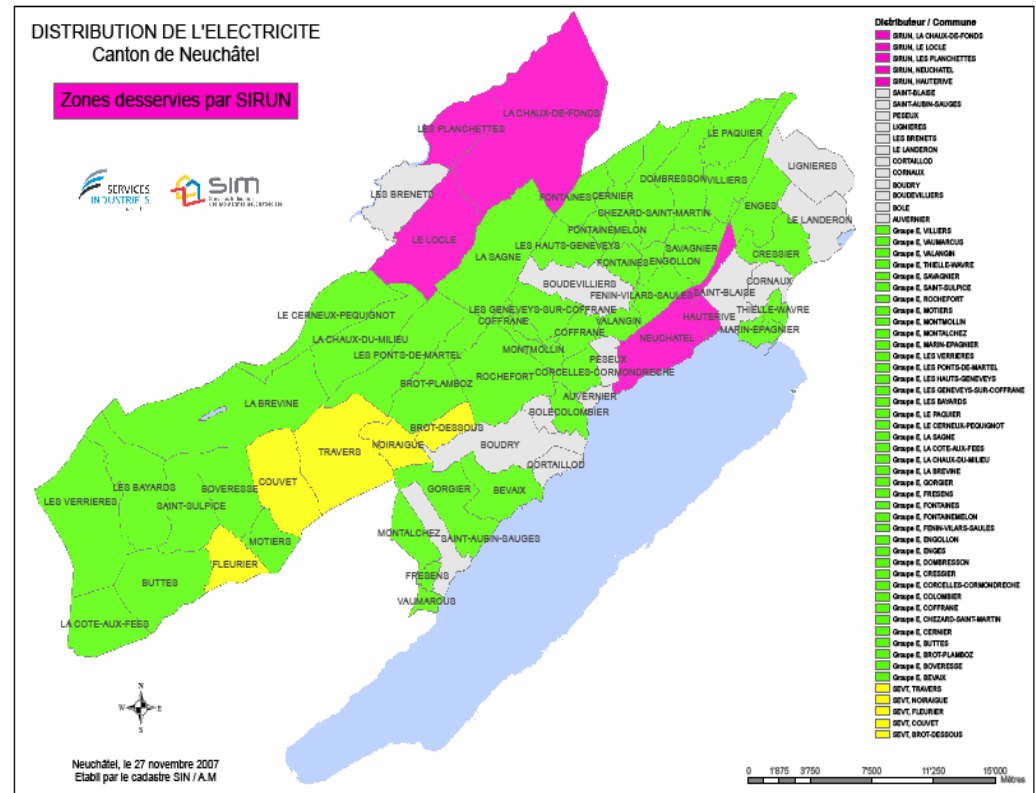 DISTRIBUTION DE L'ELECTRICITE
Canton de Neuchâtel
Zones desservies par SIRUN
SERVICES
INDUSTRIELS
sim
LES PLANCHETTES
LA CHAUX-DE-FONDS
LES BRENETS
LE LOCLE
LE PAQUIER
LIGNIERES
DOMBRESSON
VILLIERS
FONTAINES
CERNIER
CHEZARD-SAINT-MARTIN
ENGES
LE LANDERON
FONTAINEMELON
LES HAUTS-GENEVEYS
SAVAGNIER
CRESSIER
LA SAGNE
FONTAINES
ENGOLLON
BOUDEVILLIERS
CORNAUX
FENIN-VILARS-SAULES
SAINT-BLAISE
THIELLE-WAVRE
LES GENEVEYS-SUR-COFFRANE
HAUTERIVE
LE CERNEUX-PEQUIGNOT
COFFRANE
VALANGIN
MARIN-EPAGNIER
LA CHAUX-DU-MILIEU
COFFRANE
NEUCHATEL
LES PONTS-DE-MARTEL
MONTMOLLIN
PESEUX
ROCHEFORT
CORCELLES-CORMONDRECHE
BROT-PLAMBOZ
AUVERNIER
LA BREVINE
BOLE
COLOMBIER
BROT-DESSOUS
NOIRAIGUE
BOUDRY
TRAVERS
CORTAILLOD
COUVET
LES BAYARDS
BOVERESSE
GORGIER
BEVAIX
LES VERRIERES
SAINT-SULPICE
MONTALCHEZ
SAINT-AUBIN-SAUGES
MOTIERS
FLEURIER
FRESENS
BUTTES
VAUMARCUS
LA COTE-AUX-FEES
N
W
E
S
Neuchâtel, le 27 novembre 2007
Etabli par le cadastre SIN / A.M
Distributeur / Commune
SIRUN, LA CHAUX-DE-FONDS
SIRUN, LE LOCLE
SIRUN, LES PLANCHETTES
SIRUN, NEUCHATEL
SIRUN, HAUTERIVE
SAINT-BLAISE
SAINT-AUBIN-SAUGES
PESEUX
LIGNIERES
LES BRENETS
LE LANDERON
CORTAILLOD
CORNAUX
BOUDRY
BOUDEVILLIERS
BOLE
AUVERNIER
Groupe E, VILLIERS
Groupe E, VAUMARCUS
Groupe E, VALANGIN
Groupe E, THIELLE-WAVRE
Groupe E, SAVAGNIER
Groupe E, SAINT-SULPICE
Groupe E, ROCHEFORT
Groupe E, MOTIERS
Groupe E, MONTMOLLIN
Groupe E, MONTALCHEZ
Groupe E, MARIN-EPAGNIER
Groupe E, LES VERRIERES
Groupe E, LES PONTS-DE-MARTEL
Groupe E, LES HAUTS-GENEVEYS
Groupe E, LES GENEVEYS-SUR-COFFRANE
Groupe E, LES BAYARDS
Groupe E, LE PAQUIER
Groupe E, LE CERNEUX-PEQUIGNOT
Groupe E, LA SAGNE
Groupe E, LA COTE-AUX-FEES
Groupe E, LA CHAUX-DU-MILIEU
Groupe E, LA BREVINE
Groupe E, GORGIER
Groupe E, FRESENS
Groupe E, FONTAINES
Groupe E, FONTAINEMELON
Groupe E, FENIN-VILARS-SAULES
Groupe E, ENGOLLON
Groupe E, ENGES
Groupe E, DOMBRESSON
Groupe E, CRESSIER
Groupe E, CORCELLES-CORMONDRECHE
Groupe E, COLOMBIER
Groupe E, COFFRANE
Groupe E, CHEZARD-SAINT-MARTIN
Groupe E, CERNIER
Groupe E, BUTTES
Groupe E, BROT-PLAMBOZ
Groupe E, BOVERESSE
Groupe E, BEVAIX
SEVT, TRAVERS
SEVT, NOIRAIGUE
SEVT, FLEURIER
SEVT, COUVET
SEVT, BROT-DESSOUS
0 1'875 3'750 7'500 11'250 15'000
Mètres